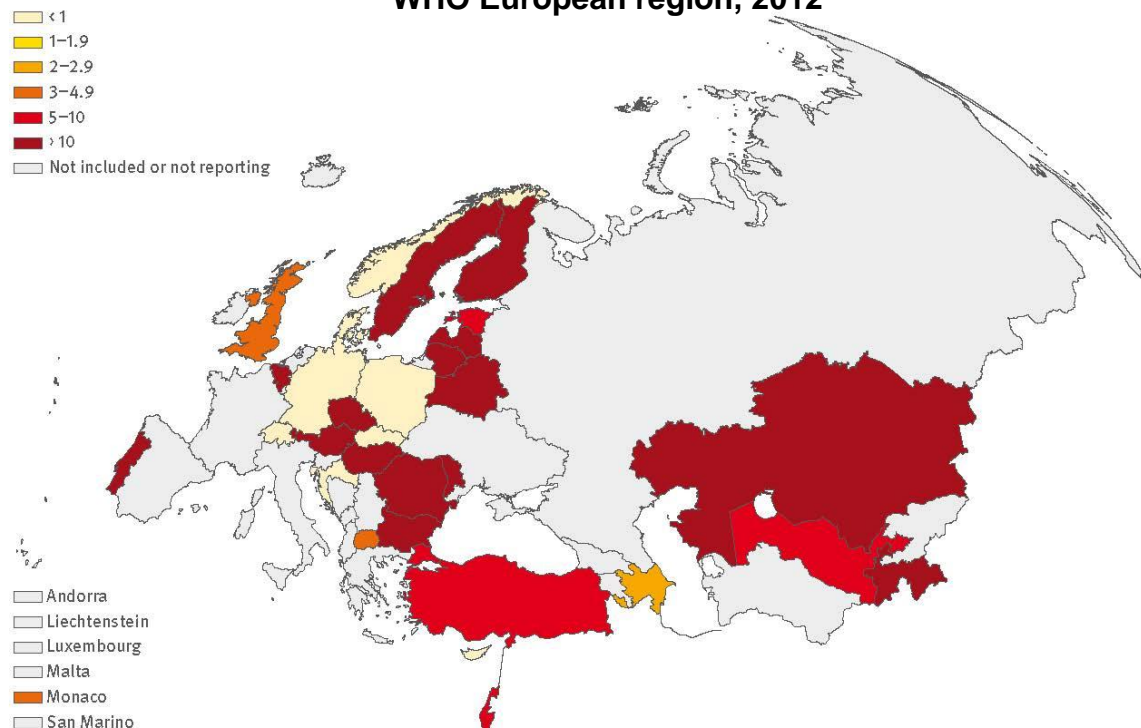 WHO European region, 2012
<1
1–1.9
2–2.9
3–4.9
5–10
>10
Not included or not reporting
Andorra
Liechtenstein
Luxembourg
Malta
Monaco
San Marino